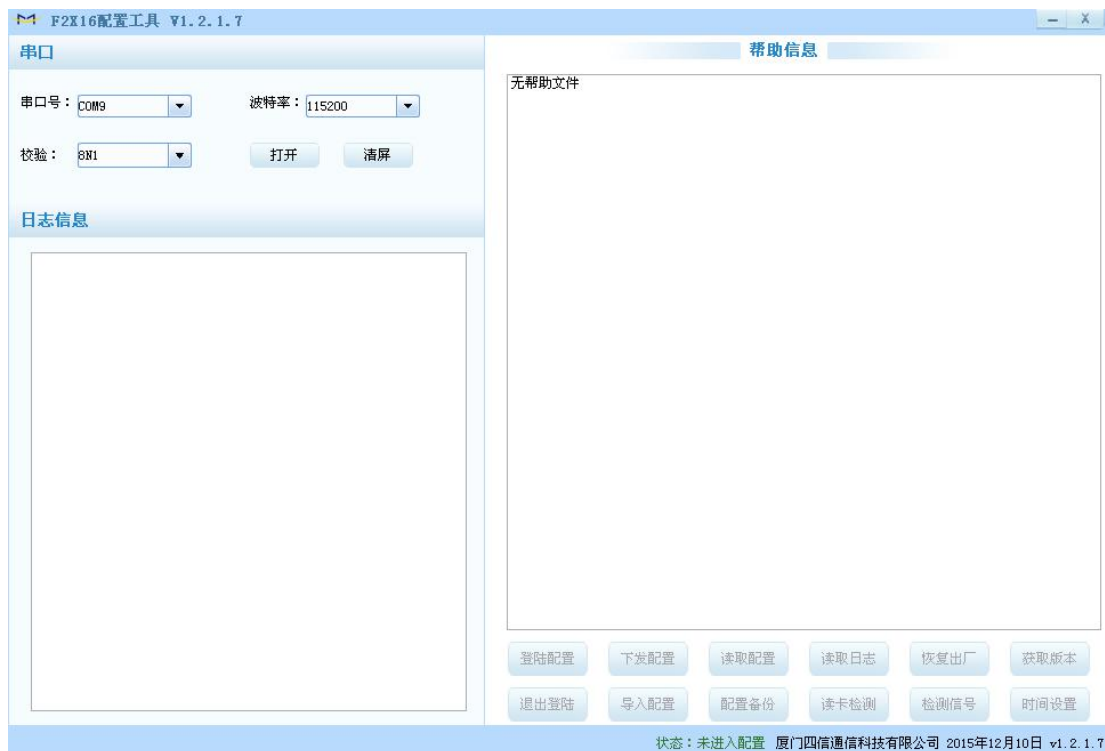 F2X16配置工具 V1.2.1.7
— X
串口
串口号：COM9 波特率：115200
校验： 8N1 打开 清屏
日志信息
帮助信息
无帮助文件
登陆配置 下发配置 读取配置 读取日志 恢复出厂 获取版本
退出登陆 导入配置 配置备份 读卡检测 检测信号 时间设置
状态：未进入配置 厦门四信通信科技有限公司 2015年12月10日 v1.2.1.7